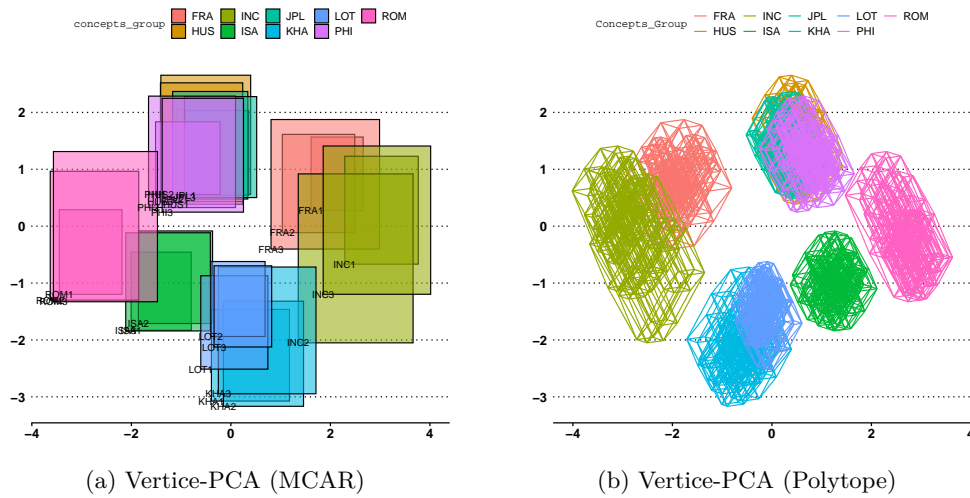 concepts_group FRA INC JPL LOT ROM
HUS ISA KHA PHI
2
1
0
−1
−2
−3
−4 −2 0 2 4
PHI3
FRA1
FRA2
FRA3
INC1
INC3
INC2
ROM1
ISA2
LOT2
LOT3
LOT1
KHA3
KHA1
KHA2
(a) Vertice-PCA (MCAR)
Concepts_Group FRA INC JPL LOT ROM
HUS ISA KHA PHI
2
1
0
−1
−2
−3
−4 −2 0 2 4
(b) Vertice-PCA (Polytope)